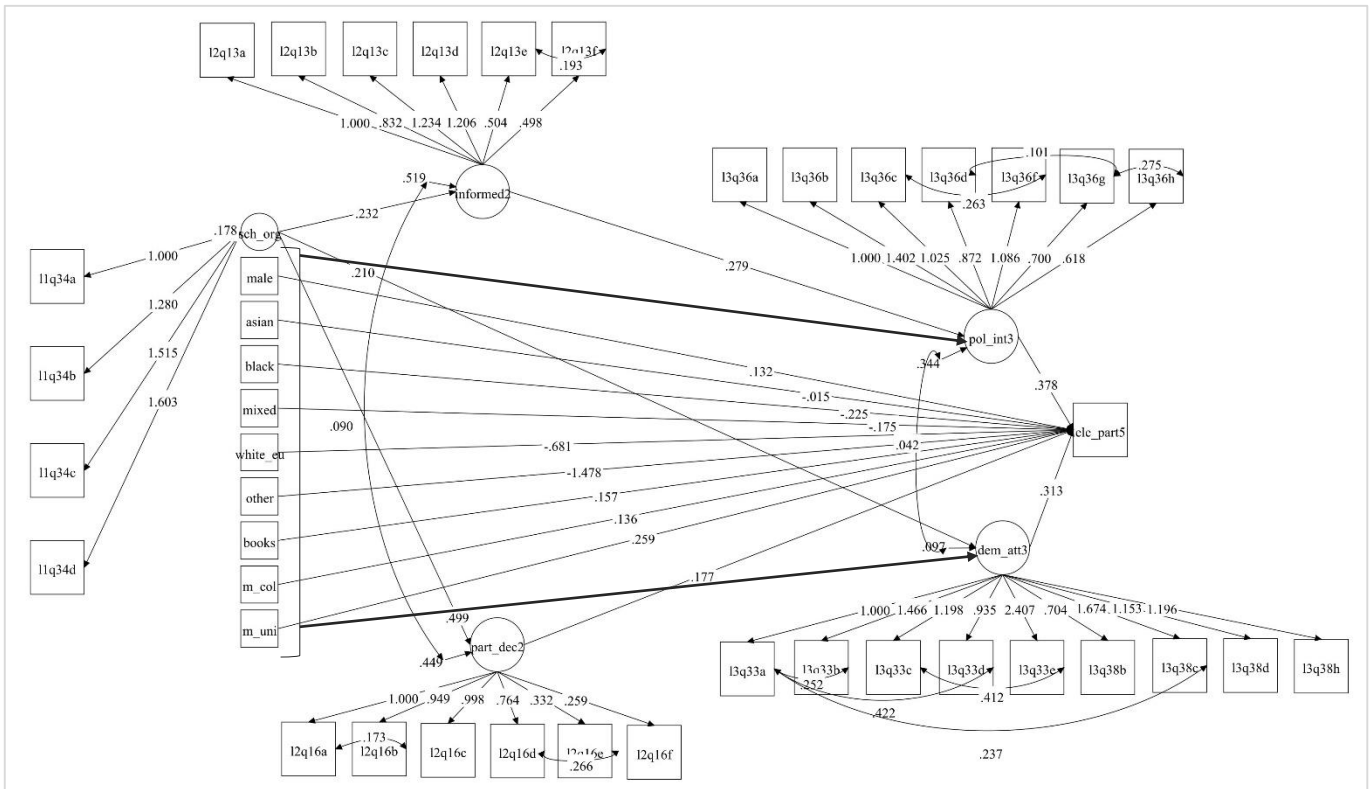 l2q13a l2q13b l2q13c l2q13d l2q13e l2q13f
.193
1.000 .832 1.234 1.206 .504 .498
l3q36a l3q36b l3q36c l3q36d l3q36f l3q36g l3q36h
.101
.275
.263
.519
informed2
.232
.178
sch_org
1.000
l1q34a
1.280
l1q34b
1.515
l1q34c
1.603
l1q34d
.210
.279
1.000 1.402 1.025 .872 1.086 .700 .618
male
asian
black
mixed
white_eu
other
books
m_col
m_uni
pol_int3
.344
.378
.132
-.015
-.225
-.175
.042
clc_part5
.090
-.681
-1.478
.157
.136
.259
.313
.097
dem_att3
.177
.499
part_dec2
.449
1.000 1.466 1.198 .935 2.407 .704 1.674 1.153 1.196
l3q33a l3q33b l3q33c l3q33d l3q33e l3q38b l3q38c l3q38d l3q38h
.252
.412
.422
.237
1.000 .949 .998 .764 .332 .259
l2q16a l2q16b l2q16c l2q16d l2q16e l2q16f
.173
.266